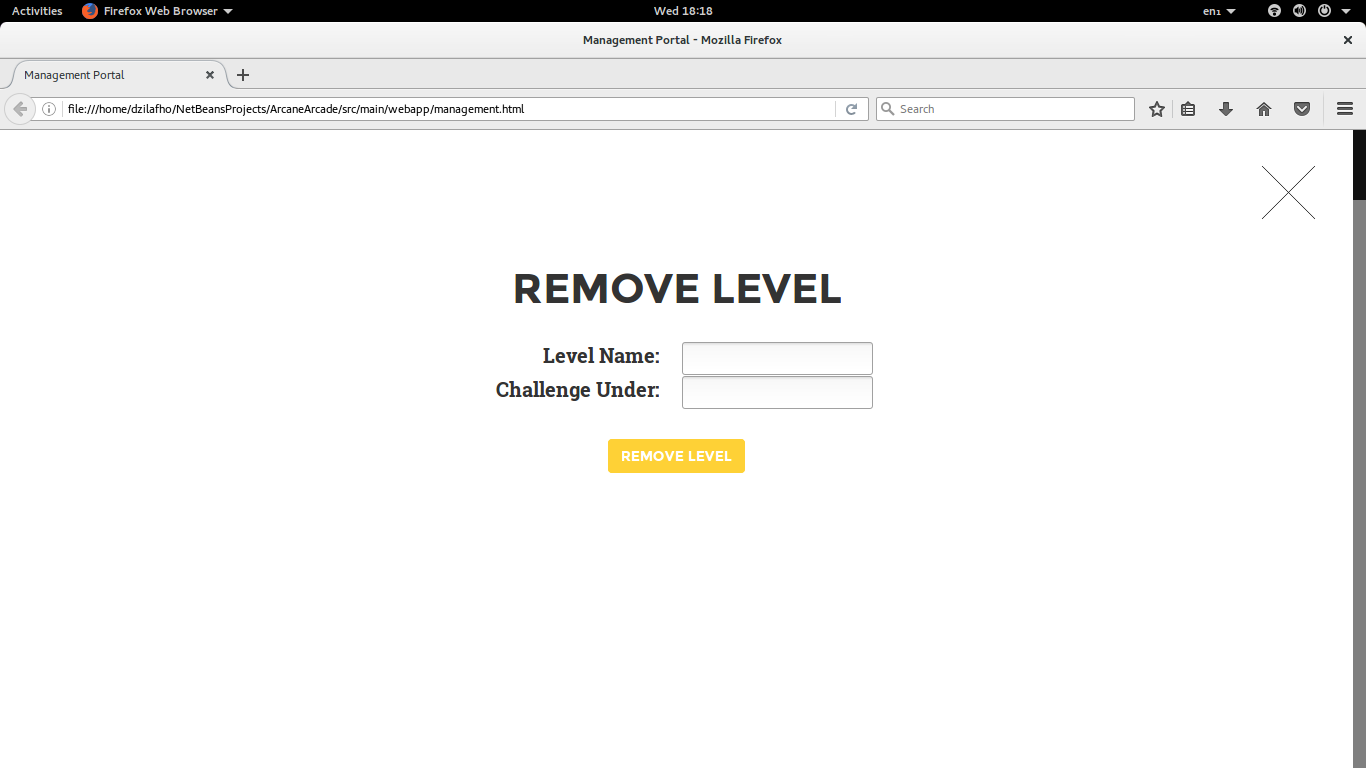 Activities Firefox Web Browser Wed 18:18 en₁
Management Portal - Mozilla Firefox
Management Portal
file:///home/dzilafho/NetBeansProjects/ArcaneArcade/src/main/webapp/management.html Search
REMOVE LEVEL
Level Name:
Challenge Under:
REMOVE LEVEL